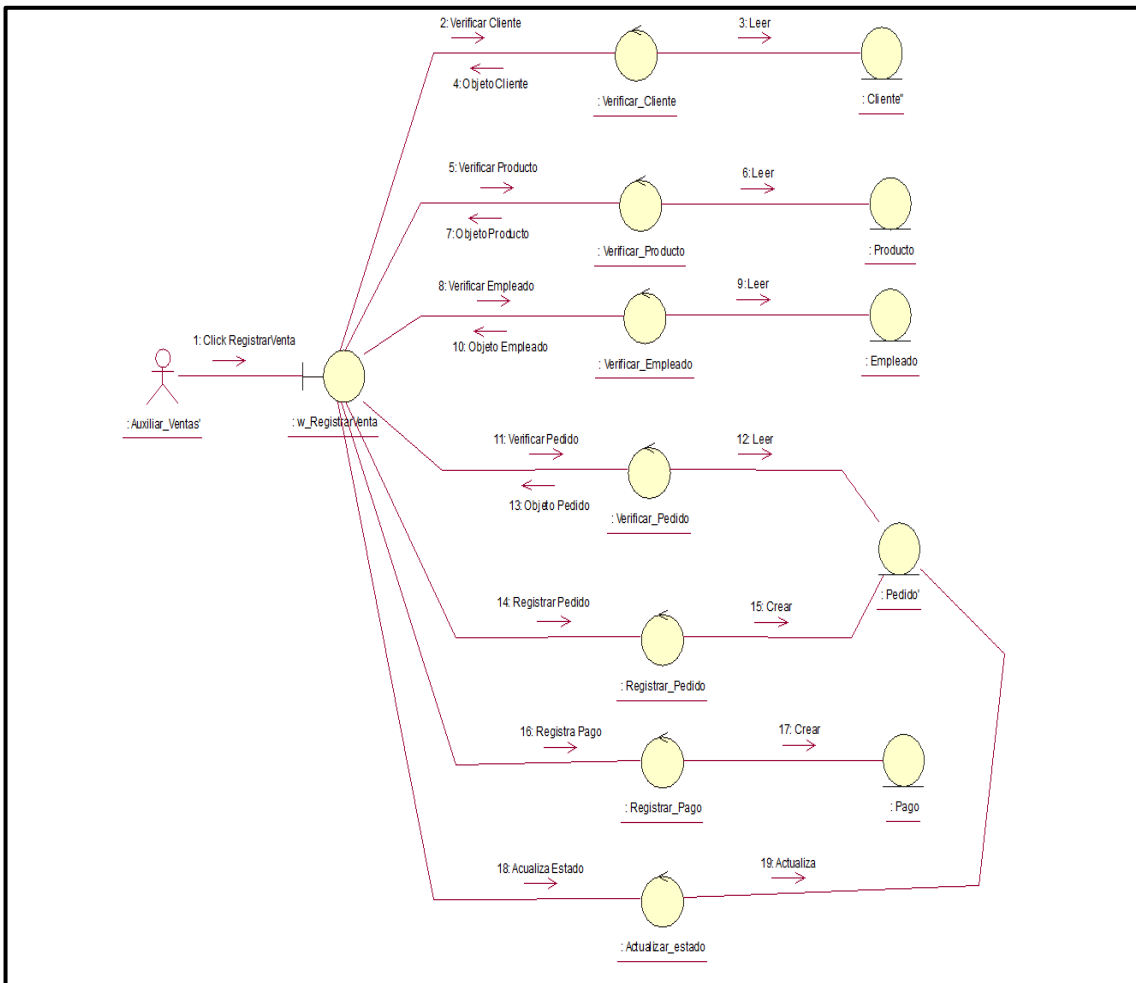 2: Verificar Cliente
3: Leer
4: Objeto Cliente
: Verificar_Cliente
: Cliente"
5: Verificar Producto
6: Leer
7: Objeto Producto
: Verificar_Producto
: Producto
8: Verificar Empleado
9: Leer
10: Objeto Empleado
: Verificar_Empleado
: Empleado
1: Click RegistrarVenta
: Auxiliar_Ventas'
: w_RegistrarVenta
11: Verificar Pedido
12: Leer
13: Objeto Pedido
: Verificar_Pedido
: Pedido'
14: Registrar Pedido
15: Crear
: Registrar_Pedido
16: Registra Pago
17: Crear
: Registrar_Pago
: Pago
18: Acualiza Estado
19: Actualiza
: Actualizar_estado